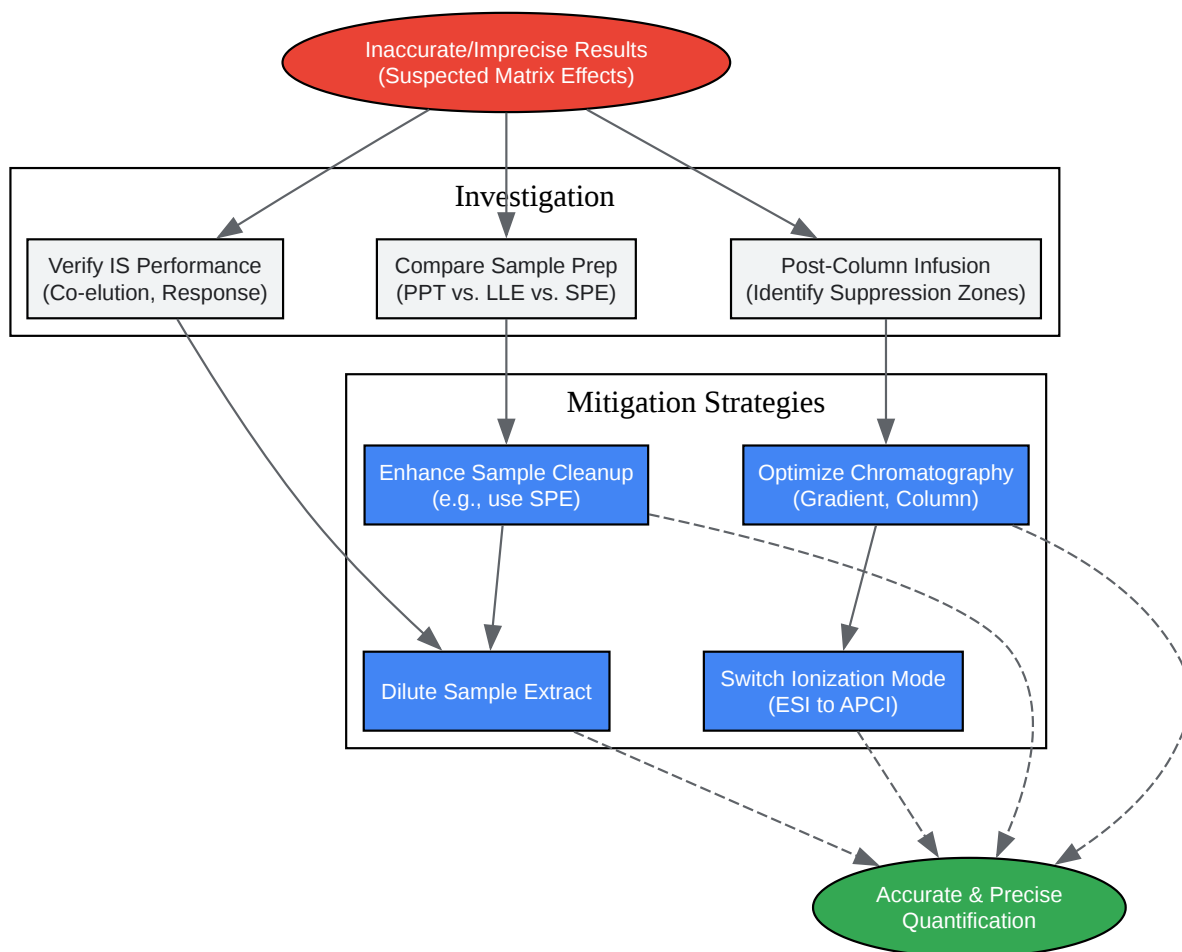 Inaccurate/Imprecise Results
(Suspected Matrix Effects)
Investigation
Verify IS Performance
(Co-elution, Response)
Compare Sample Prep
(PPT vs. LLE vs. SPE)
Post-Column Infusion
(Identify Suppression Zones)
Mitigation Strategies
Enhance Sample Cleanup
(e.g., use SPE)
Optimize Chromatography
(Gradient, Column)
Dilute Sample Extract
Switch Ionization Mode
(ESI to APCI)
Accurate & Precise
Quantification